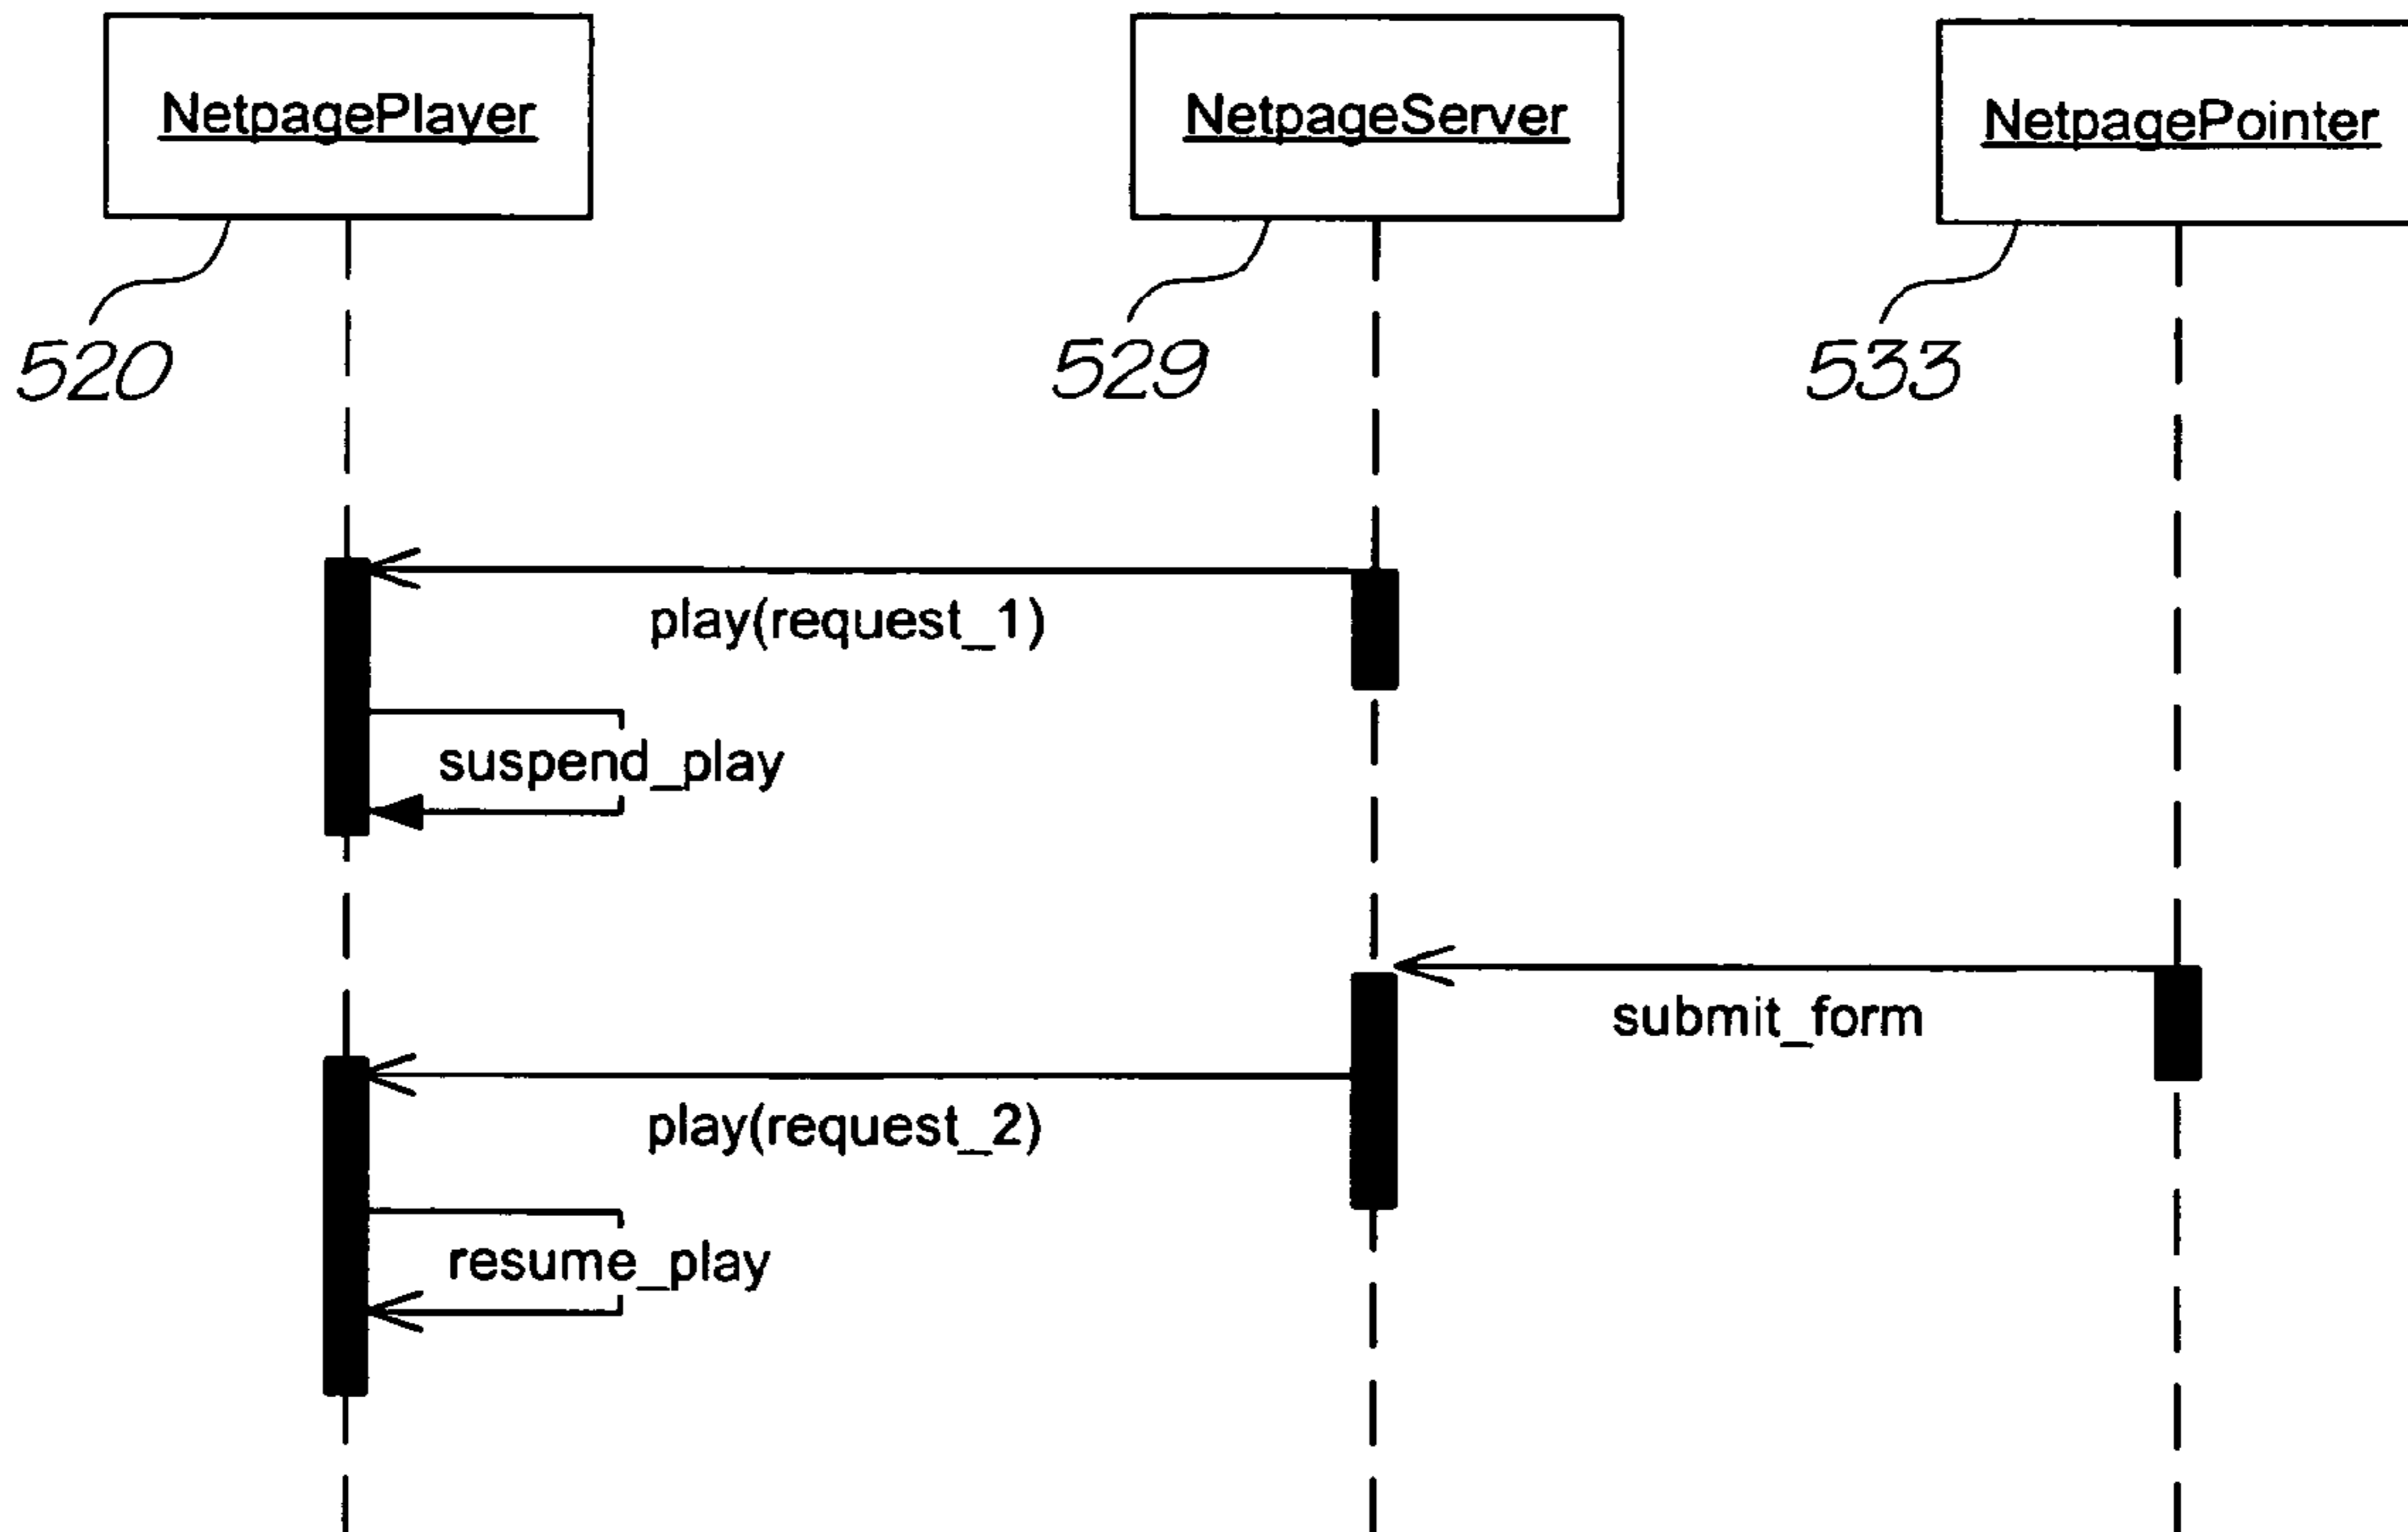 NetpagePlayer
NetpageServer
NetpagePointer
520
529
533
play(request_1)
suspend_play
submit_form
play(request_2)
resume_play